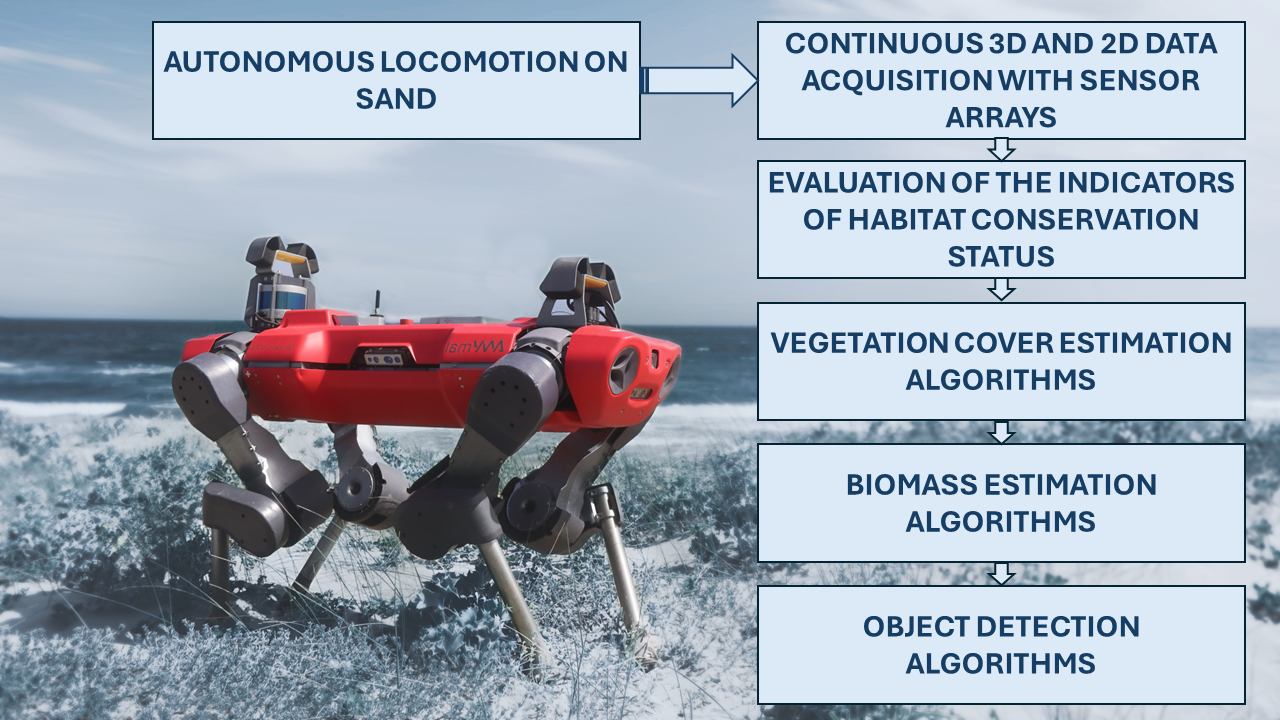 AUTONOMOUS LOCOMOTION ON
SAND
CONTINUOUS 3D AND 2D DATA
ACQUISITION WITH SENSOR
ARRAYS
EVALUATION OF THE INDICATORS
OF HABITAT CONSERVATION
STATUS
VEGETATION COVER ESTIMATION
ALGORITHMS
BIOMASS ESTIMATION
ALGORITHMS
OBJECT DETECTION
ALGORITHMS